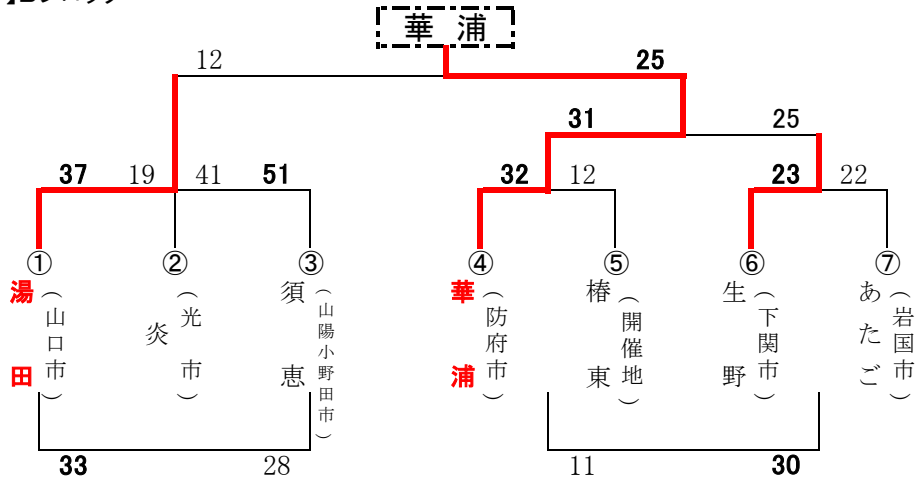 華 浦
12 25
31 25
37 19 41 51 32 12 23 22
① ② ③ ④ ⑤ ⑥ ⑦
湯田
(山口市)
炎
(光市)
須恵
(山陽小野田市)
華浦
(防府市)
椿東
(開催地)
生野
(下関市)
あたご
(岩国市)
33 28 11 30